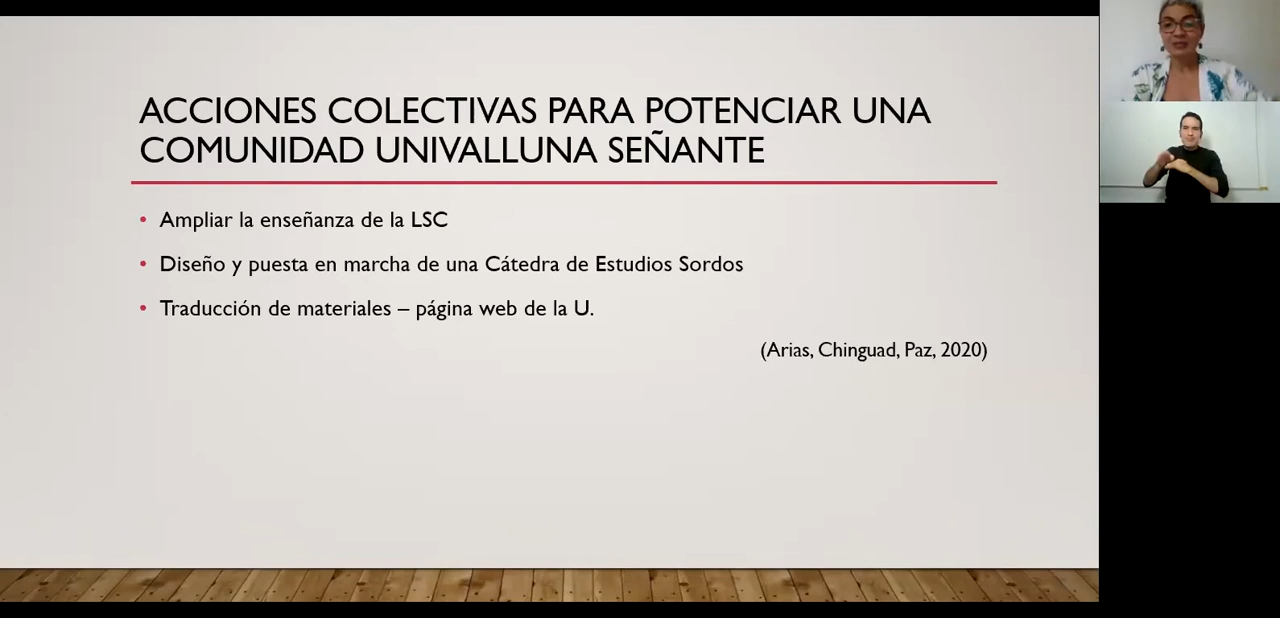 ACCIONES COLECTIVAS PARA POTENCIAR UNA
COMUNIDAD UNIVALLUNA SEÑANTE
• Ampliar la enseñanza de la LSC
• Diseño y puesta en marcha de una Cátedra de Estudios Sordos
• Traducción de materiales – página web de la U.
(Arias, Chinguad, Paz, 2020)